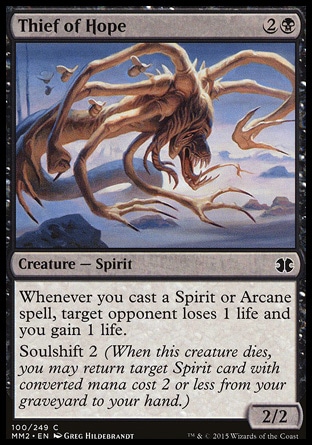 Thief of Hope 2
Creature — Spirit
Whenever you cast a Spirit or Arcane
spell, target opponent loses 1 life and
you gain 1 life.
Soulshift 2 (When this creature dies,
you may return target Spirit card with
converted mana cost 2 or less from your
graveyard to your hand.)
2/2
100/249 C
MM2 • EN Greg Hildebrandt
™ & © 2015 Wizards of the Coast